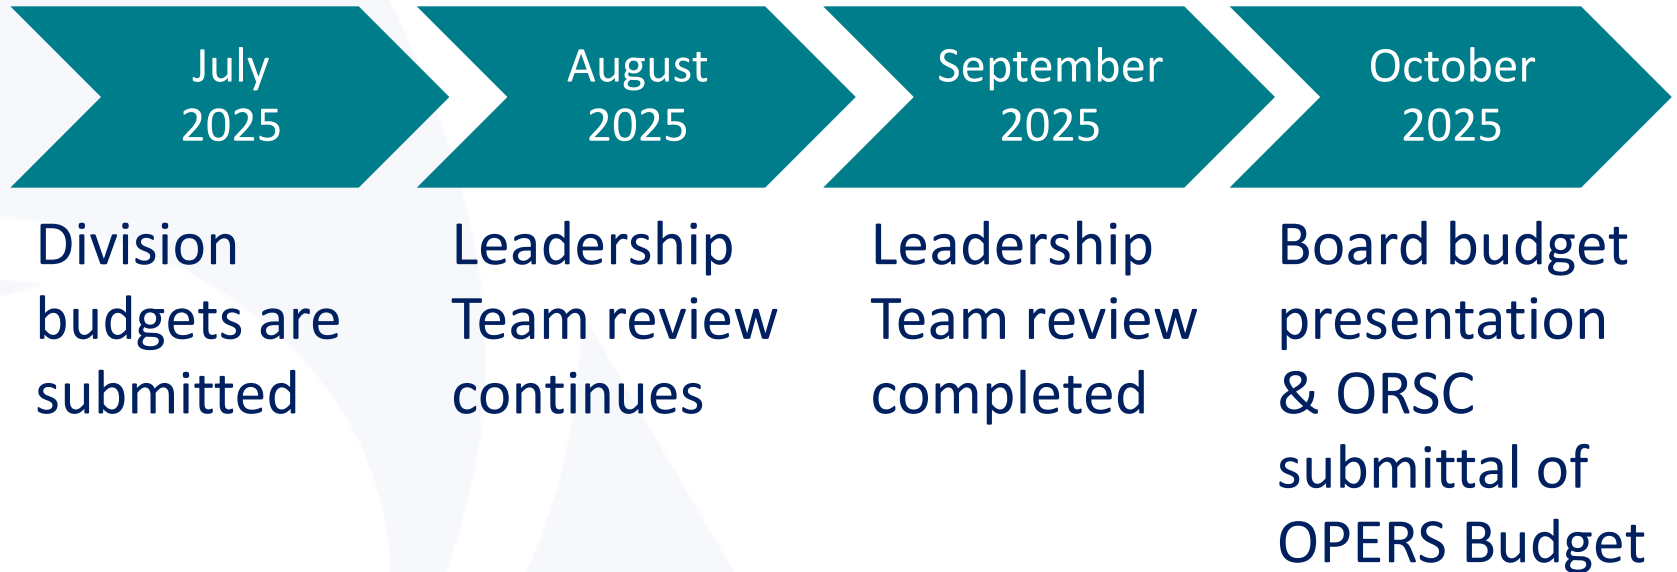 July
2025
August
2025
September
2025
October
2025
Division
budgets are
submitted
Leadership
Team review
continues
Leadership
Team review
completed
Board budget
presentation
& ORSC
submittal of
OPERS Budget